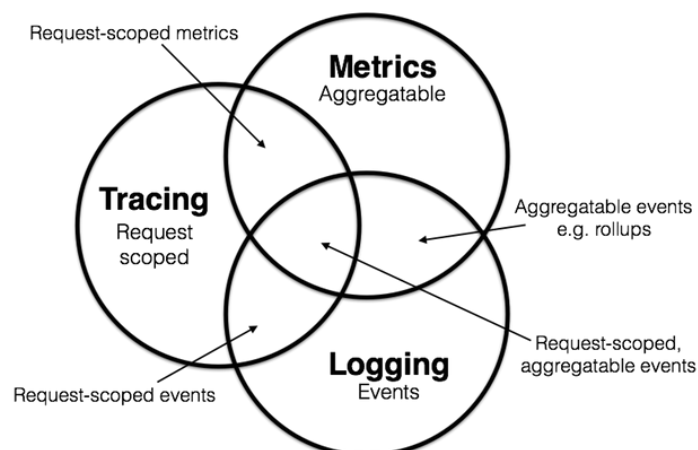 Request-scoped metrics
Metrics
Aggregatable
Tracing
Request
scoped
Aggregatable events
e.g. rollups
Logging
Events
Request-scoped,
aggregatable events
Request-scoped events